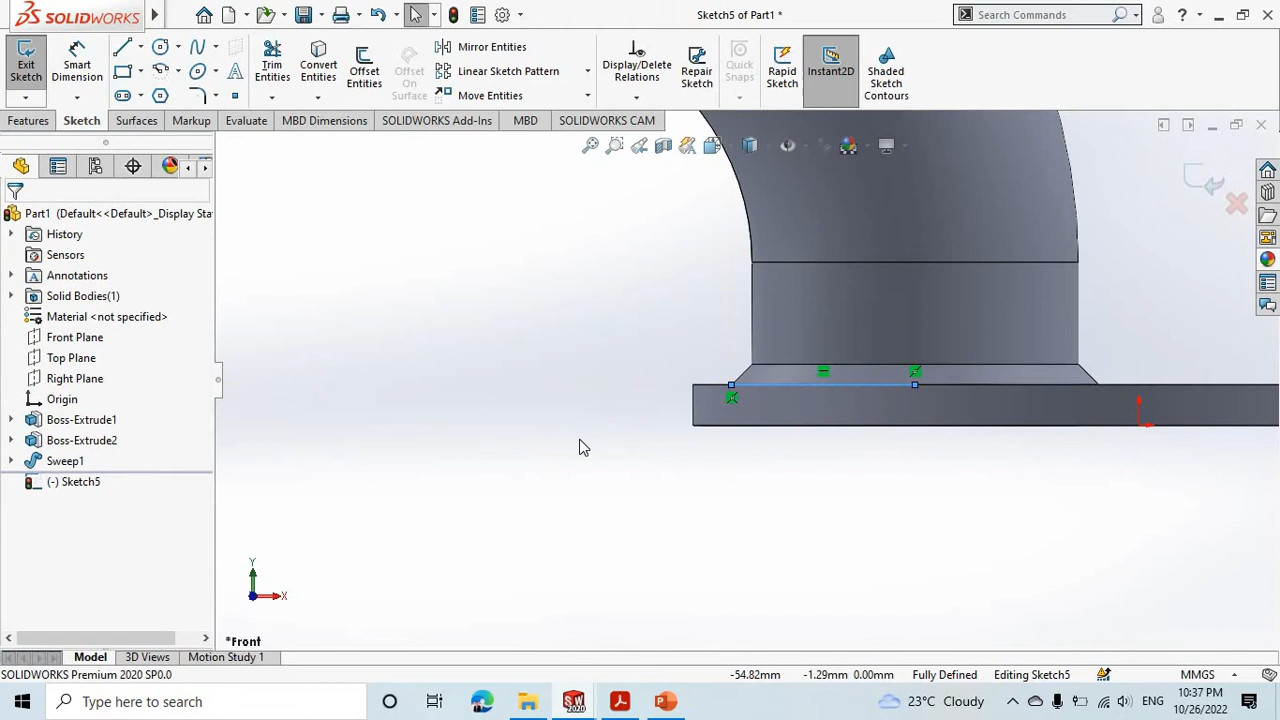 SOLIDWORKS
Sketch5 of Part1 *
Search Commands
Exit Sketch
Smart Dimension
Trim Entities
Convert Entities
Offset Entities
Offset On Surface
Mirror Entities
Linear Sketch Pattern
Move Entities
Display/Delete Relations
Repair Sketch
Quick Snaps
Rapid Sketch
Instant2D
Shaded Sketch Contours
Features
Sketch
Surfaces
Markup
Evaluate
MBD Dimensions
SOLIDWORKS Add-Ins
MBD
SOLIDWORKS CAM
Part1 (Default<<Default>_Display Sta
History
Sensors
Annotations
Solid Bodies(1)
Material <not specified>
Front Plane
Top Plane
Right Plane
Origin
Boss-Extrude1
Boss-Extrude2
Sweep1
(-) Sketch5
Y
X
*Front
Model
3D Views
Motion Study 1
SOLIDWORKS Premium 2020 SP0.0
-54.82mm
-1.29mm 0.00mm
Fully Defined
Editing Sketch5
MMGS
Type here to search
SW
2020
23°C Cloudy
ENG
10:37 PM
10/26/2022